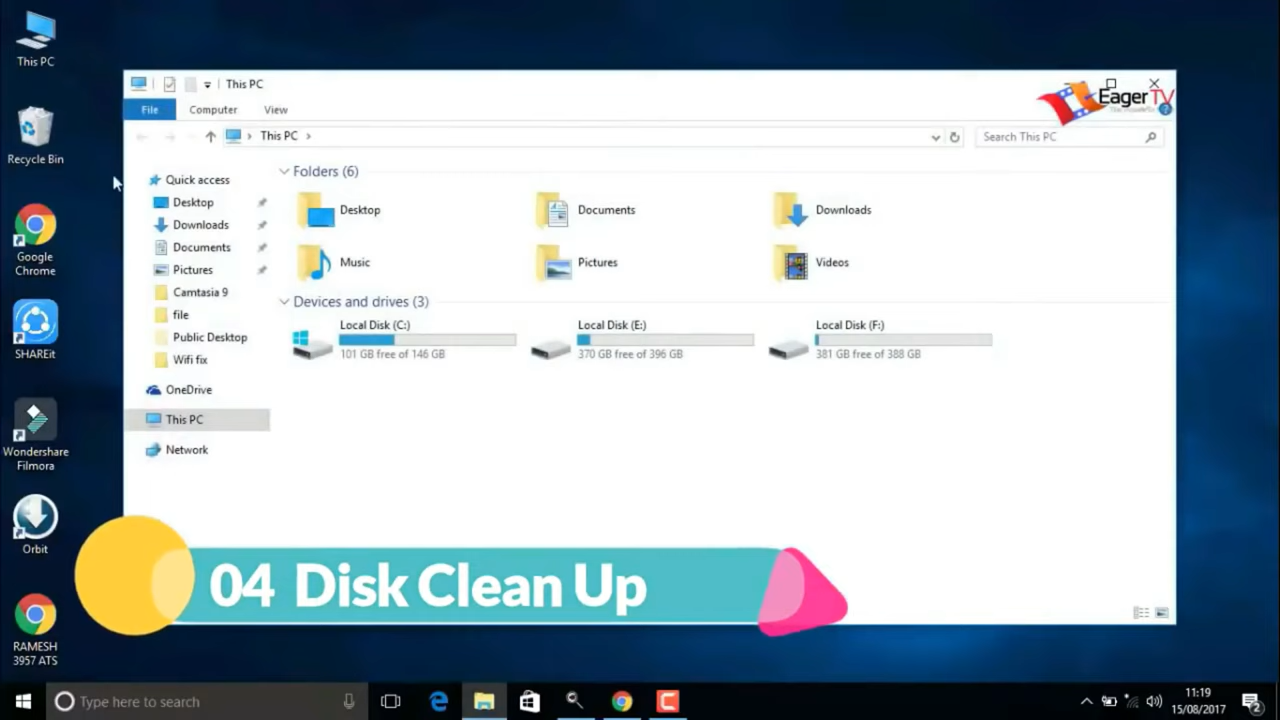 This PC
Recycle Bin
Google
Chrome
SHAREit
Wondershare
Filmora
Orbit
RAMESH
3957 ATS
This PC
File
Computer
View
EagerTV
This PC
Search This PC
Quick access
Desktop
Downloads
Documents
Pictures
Camtasia 9
file
Public Desktop
Wifi fix
OneDrive
This PC
Network
Folders (6)
Desktop
Documents
Downloads
Music
Pictures
Videos
Devices and drives (3)
Local Disk (C:)
101 GB free of 146 GB
Local Disk (E:)
370 GB free of 396 GB
Local Disk (F:)
381 GB free of 388 GB
04 Disk Clean Up
Type here to search
11:19
15/08/2017
2